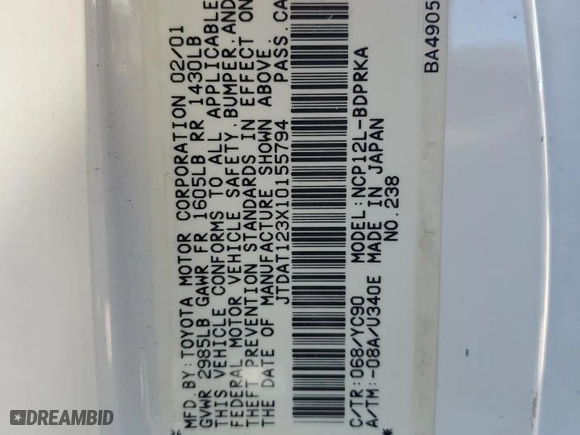 MFD.BY:TOYOTA MOTOR CORPORATION 02/01
GVWR 2985LB GAWR FR 1605LB RR 1430LB
THIS VEHICLE CONFORMS TO ALL APPLICABLE
FEDERAL MOTOR VEHICLE SAFETY,BUMPER,AND
THEFT PREVENTION STANDARDS IN EFFECT ON
THE DATE OF MANUFACTURE SHOWN ABOVE.
JTDAT123X10155794 PASS.CA
C/TR:068/YC90 MODEL:NCP12L-BDPRKA
A/TM:-08A/U340E MADE IN JAPAN
NO.238
BA4905
DREAMBID